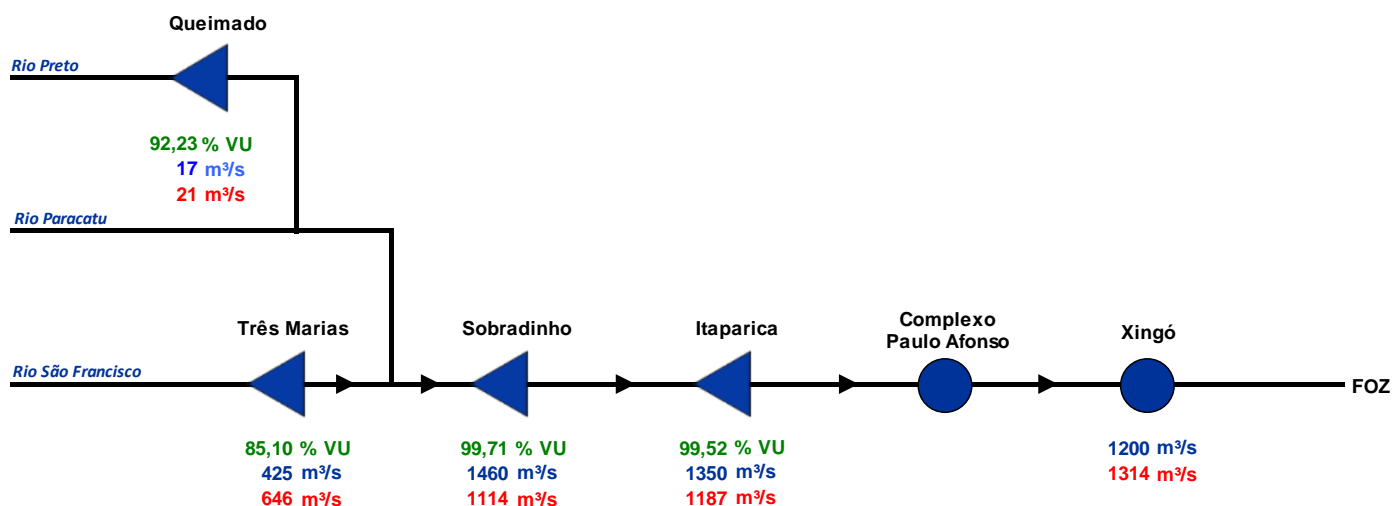 Queimado
Rio Preto
92,23 % VU
17 m³/s
21 m³/s
Rio Paracatu
Três Marias
Sobradinho
Itaparica
Complexo
Paulo Afonso
Xingó
Rio São Francisco
FOZ
85,10 % VU
425 m³/s
646 m³/s
99,71 % VU
1460 m³/s
1114 m³/s
99,52 % VU
1350 m³/s
1187 m³/s
1200 m³/s
1314 m³/s